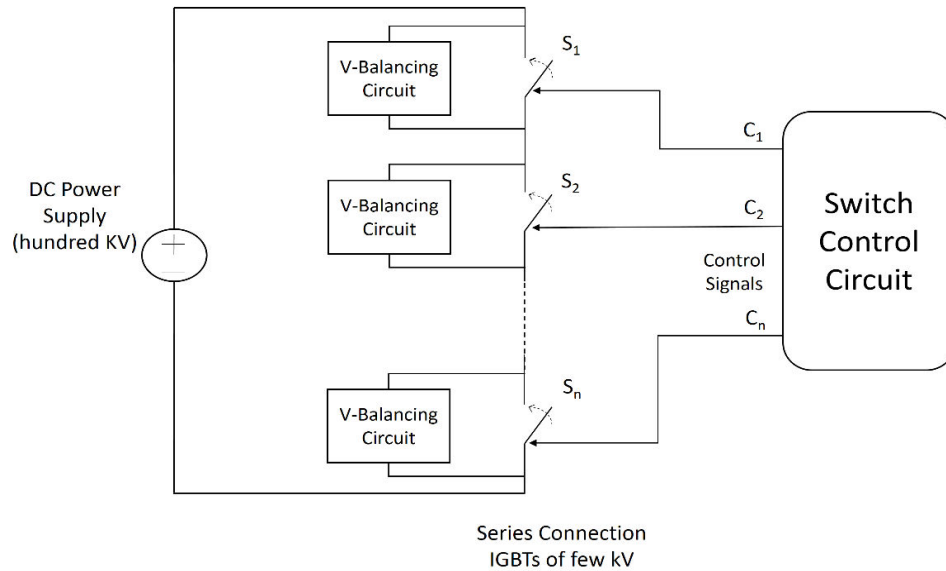 V-Balancing
Circuit
S₁
C₁
DC Power
Supply
(hundred KV)
+
V-Balancing
Circuit
S₂
C₂
Switch
Control
Circuit
Control
Signals
Cₙ
V-Balancing
Circuit
Sₙ
Series Connection
IGBTs of few kV